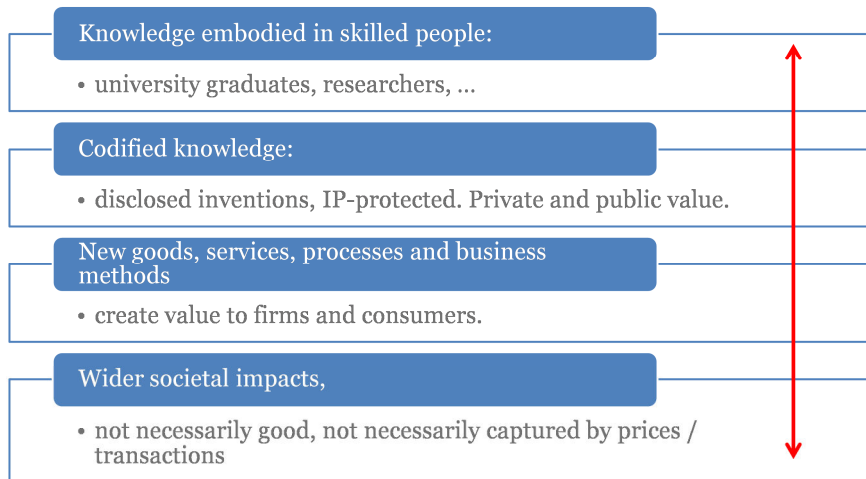 Knowledge embodied in skilled people:
• university graduates, researchers, ...
Codified knowledge:
• disclosed inventions, IP-protected. Private and public value.
New goods, services, processes and business
methods
• create value to firms and consumers.
Wider societal impacts,
• not necessarily good, not necessarily captured by prices /
transactions